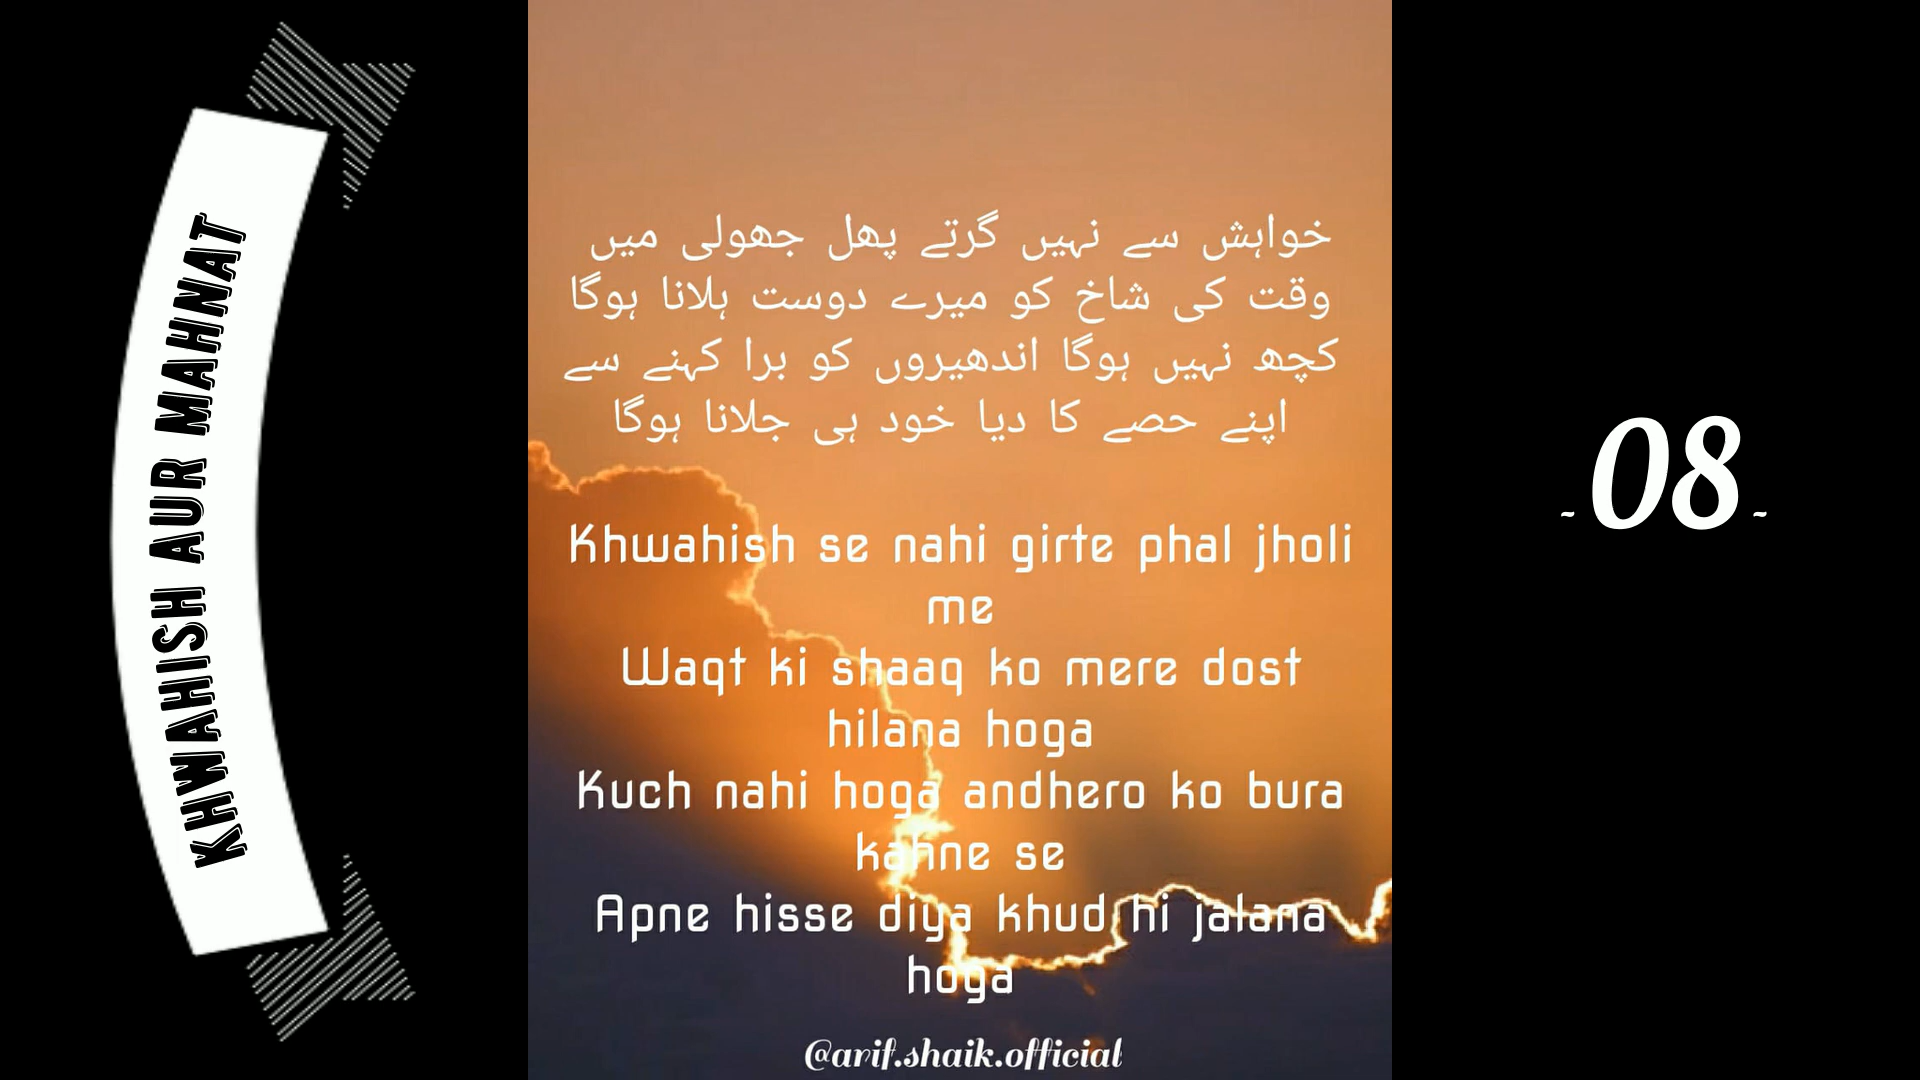 KHWAHISH AUR MAHNAT
خواہش سے نہیں گرتے پھل جھولی میں
وقت کی شاخ کو میرے دوست ہلانا ہوگا
کچھ نہیں ہوگا اندھیروں کو برا کہنے سے
اپنے حصے کا دیا خود ہی جلانا ہوگا
Khwahish se nahi girte phal jholi
me
Waqt ki shaaq ko mere dost
hilana hoga
Kuch nahi hoga andhero ko bura
kahne se
Apne hisse diya khud hi jalana
hoga
@arif.shaik.official
-08-